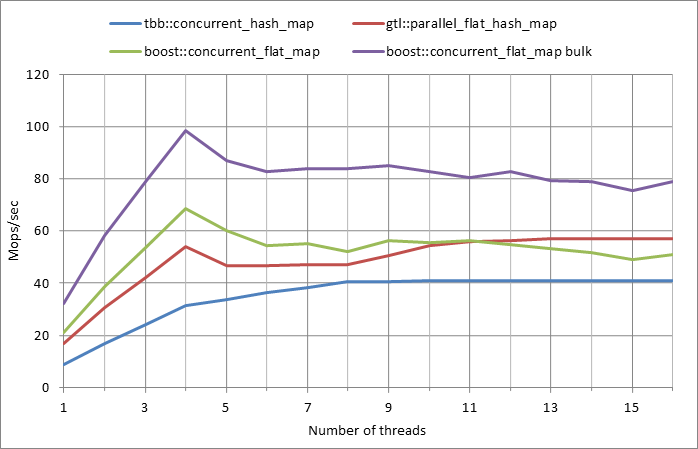 tbb::concurrent_hash_map gtl::parallel_flat_hash_map
boost::concurrent_flat_map boost::concurrent_flat_map bulk
120
100
80
60
40
20
0
Mops/sec
1 3 5 7 9 11 13 15
Number of threads